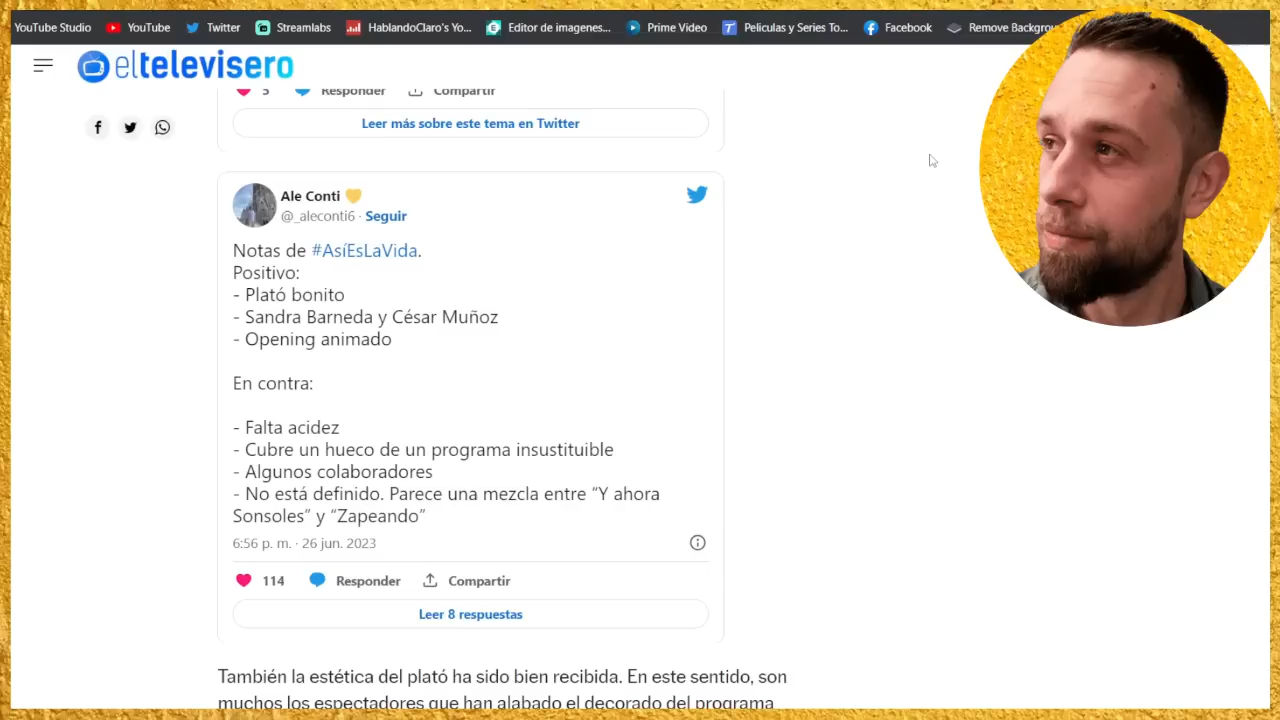 YouTube Studio YouTube Twitter Streamlabs HablandoClaro's Yo... Editor de imagenes... Prime Video Peliculas y Series To... Facebook Remove Backgrou
eltelevisero
5 Responder Compartir
Leer más sobre este tema en Twitter
Ale Conti
@_aleconti6 · Seguir
Notas de #AsíEsLaVida.
Positivo:
- Plató bonito
- Sandra Barneda y César Muñoz
- Opening animado
En contra:
- Falta acidez
- Cubre un hueco de un programa insustituible
- Algunos colaboradores
- No está definido. Parece una mezcla entre “Y ahora
Sonsoles” y “Zapeando”
6:56 p. m. · 26 jun. 2023
114 Responder Compartir
Leer 8 respuestas
También la estética del plató ha sido bien recibida. En este sentido, son
muchos los espectadores que han alabado el decorado del programa